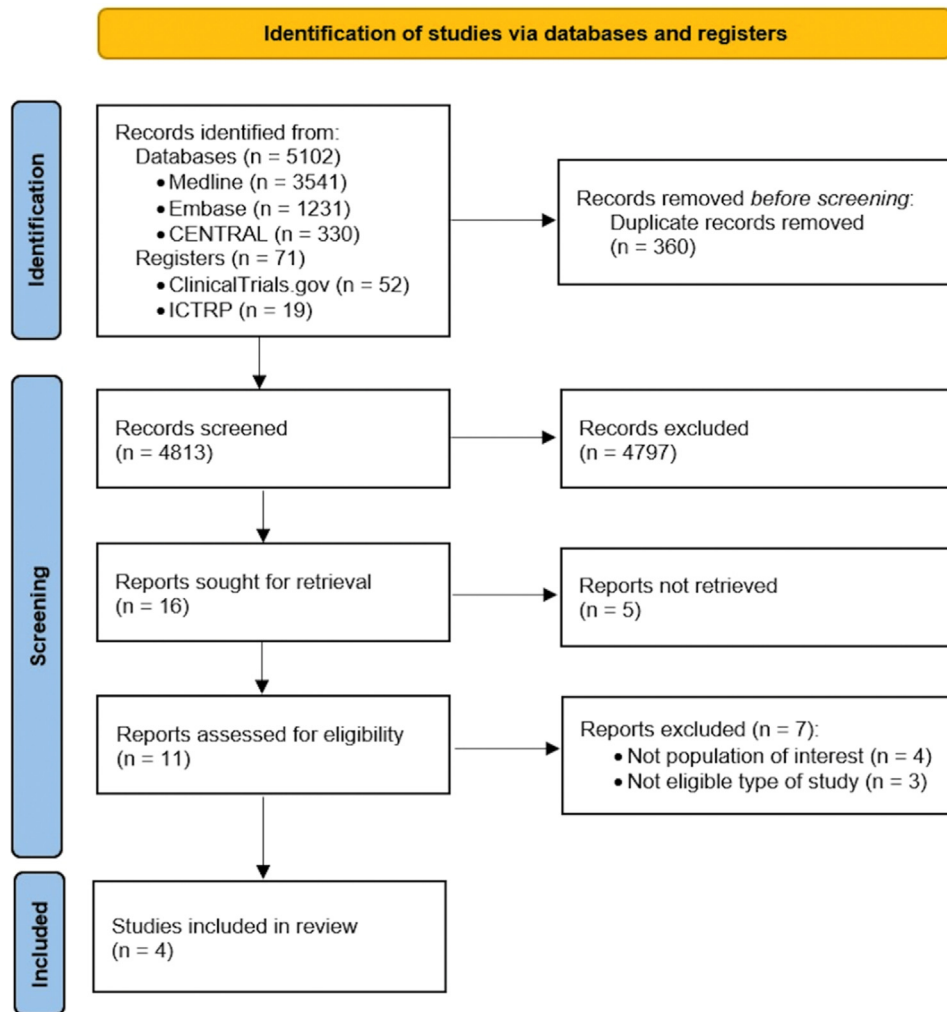 Identification of studies via databases and registers
Identification
Records identified from:
Databases (n = 5102)
• Medline (n = 3541)
• Embase (n = 1231)
• CENTRAL (n = 330)
Registers (n = 71)
• ClinicalTrials.gov (n = 52)
• ICTRP (n = 19)
Records removed before screening:
Duplicate records removed
(n = 360)
Screening
Records screened
(n = 4813)
Records excluded
(n = 4797)
Reports sought for retrieval
(n = 16)
Reports not retrieved
(n = 5)
Reports assessed for eligibility
(n = 11)
Reports excluded (n = 7):
• Not population of interest (n = 4)
• Not eligible type of study (n = 3)
Included
Studies included in review
(n = 4)